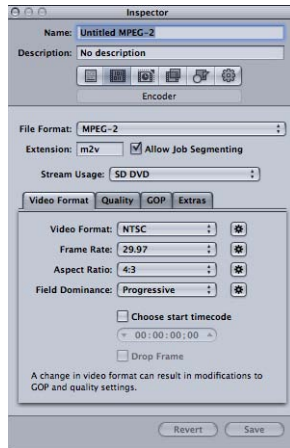 Inspector
Name: Untitled MPEG-2
Description: No description
Encoder
File Format: MPEG-2
Extension: m2v Allow Job Segmenting
Stream Usage: SD DVD
Video Format Quality GOP Extras
Video Format: NTSC
Frame Rate: 29.97
Aspect Ratio: 4:3
Field Dominance: Progressive
Choose start timecode
00:00:00;00
Drop Frame
A change in video format can result in modifications to
GOP and quality settings.
Revert Save